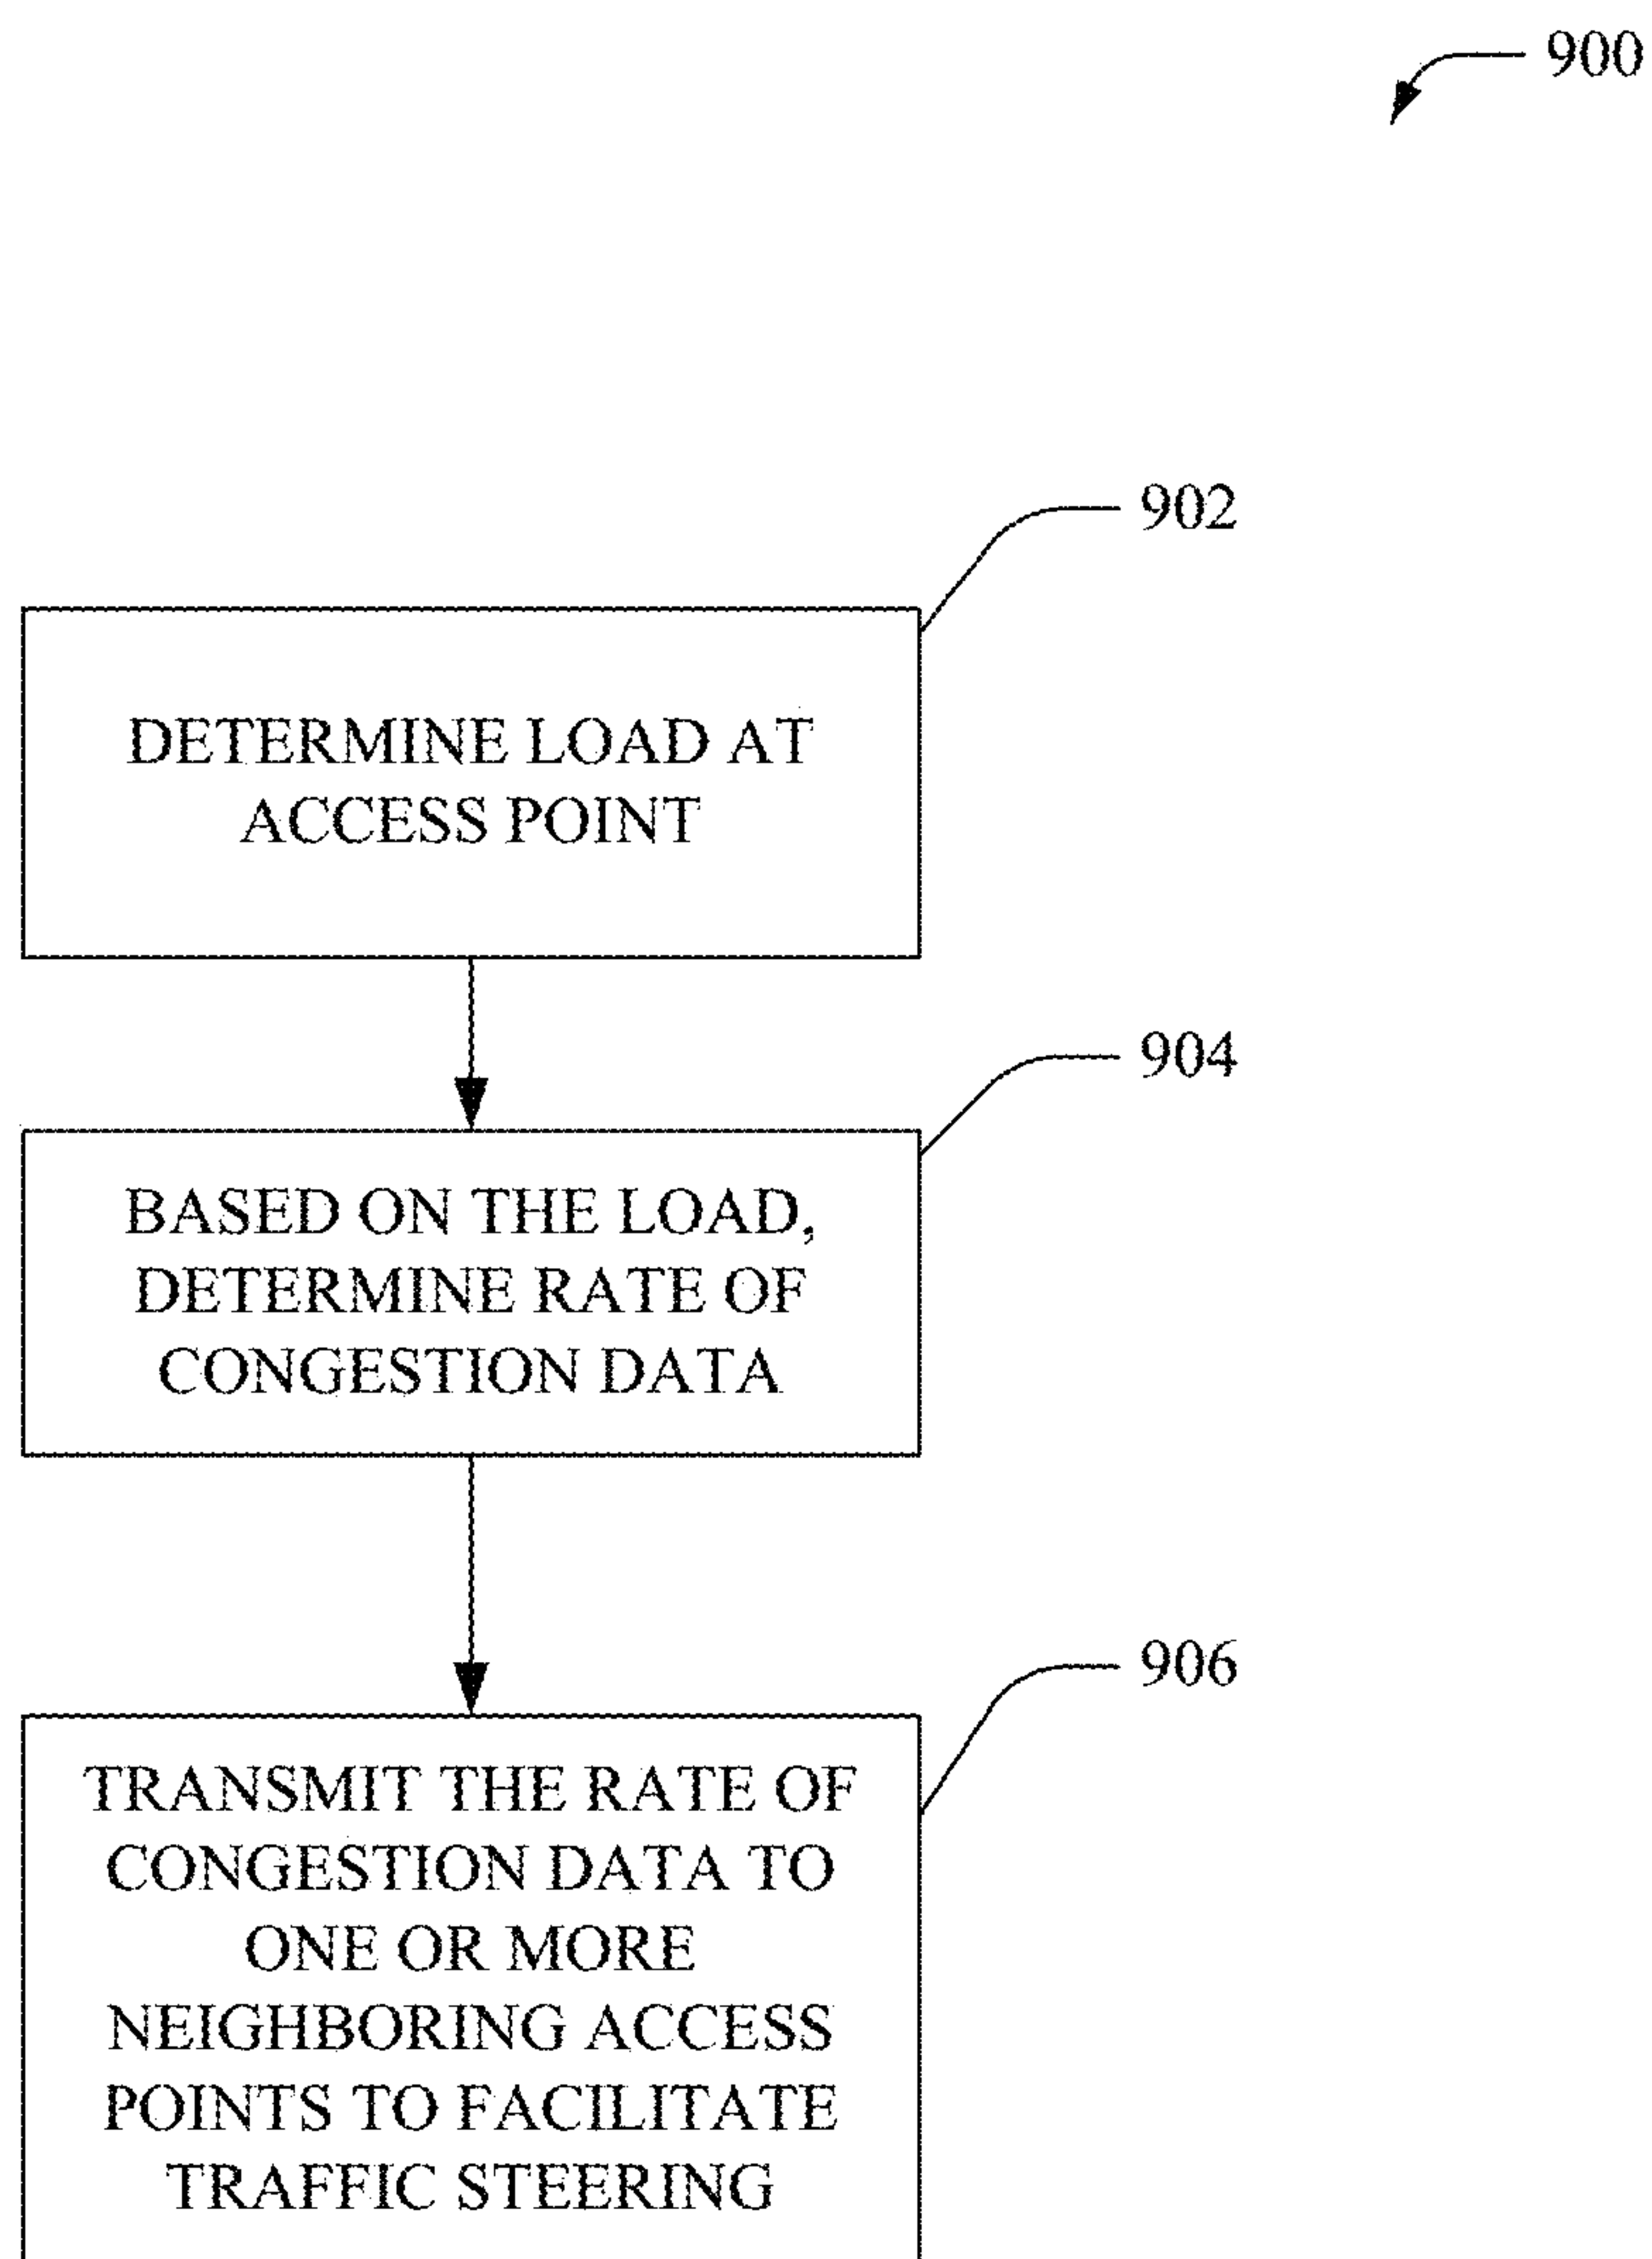 900
902
DETERMINE LOAD AT
ACCESS POINT
904
BASED ON THE LOAD,
DETERMINE RATE OF
CONGESTION DATA
906
TRANSMIT THE RATE OF
CONGESTION DATA TO
ONE OR MORE
NEIGHBORING ACCESS
POINTS TO FACILITATE
TRAFFIC STEERING